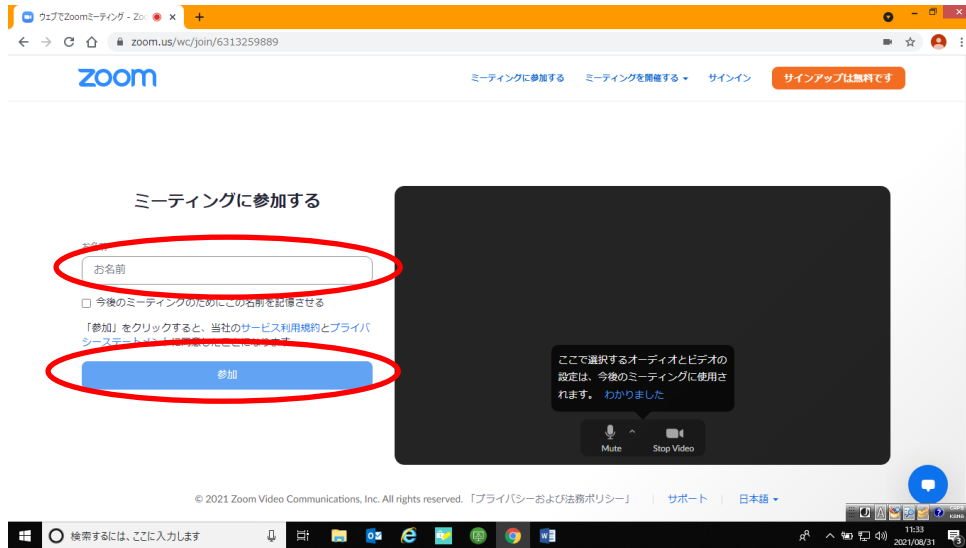 ウェブでZoomミーティング - Zo
zoom.us/wc/join/6313259889
zoom
ミーティングに参加する
ミーティングを開催する
サインイン
サインアップは無料です
ミーティングに参加する
お名前
今後のミーティングのためにこの名前を記憶させる
「参加」をクリックすると、当社のサービス利用規約とプライバ
シーステートメントに同意したことになります
参加
ここで選択するオーディオとビデオの
設定は、今後のミーティングに使用さ
れます。 わかりました
Mute
Stop Video
© 2021 Zoom Video Communications, Inc. All rights reserved. 「プライバシーおよび法務ポリシー」
サポート
日本語
検索するには、ここに入力します
A
CAPS
KANA
11:33
2021/08/31
3